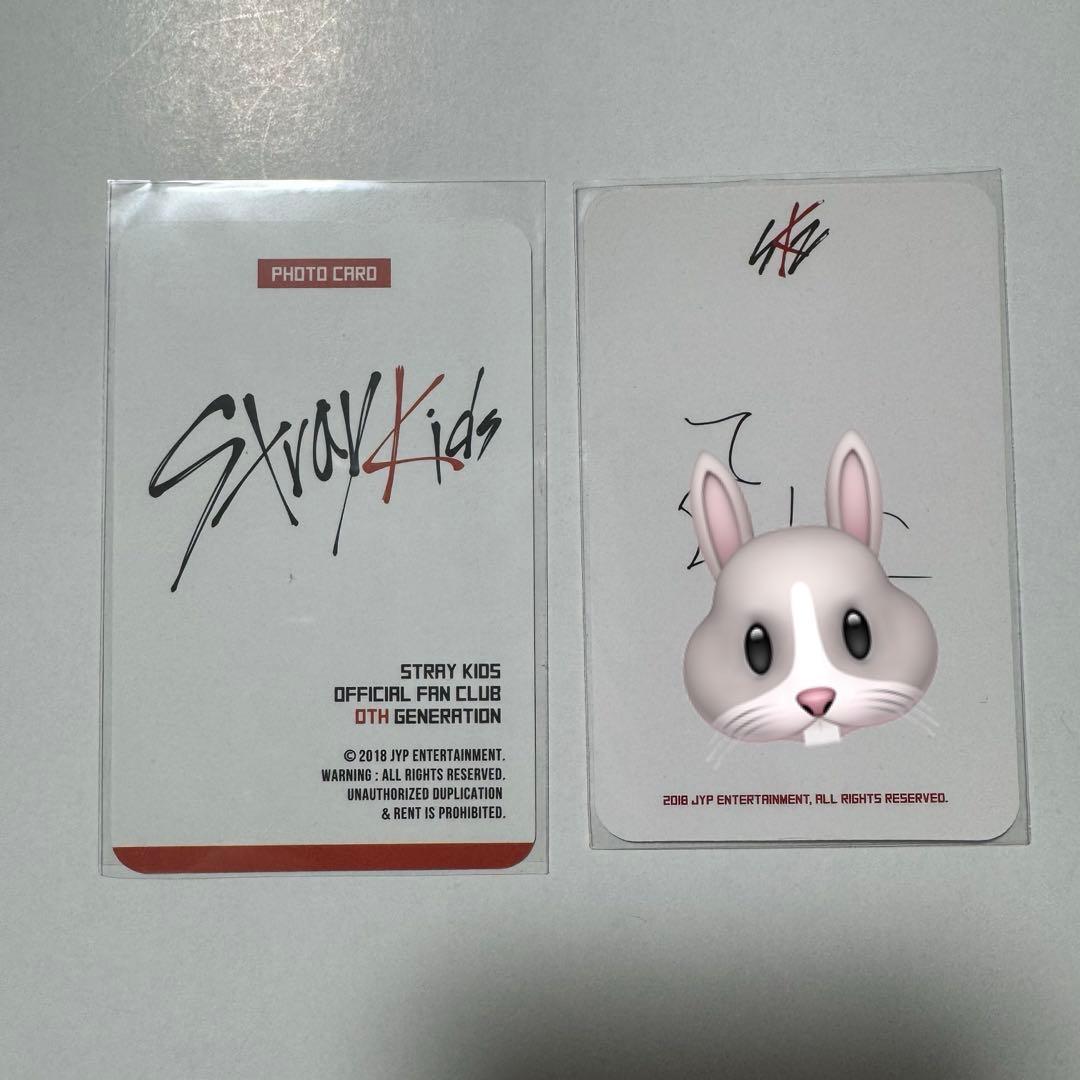 PHOTO CARD
Stray Kids
STRAY KIDS
OFFICIAL FAN CLUB
0TH GENERATION
© 2018 JYP ENTERTAINMENT.
WARNING : ALL RIGHTS RESERVED.
UNAUTHORIZED DUPLICATION
& RENT IS PROHIBITED.
SKZ
2018 JYP ENTERTAINMENT, ALL RIGHTS RESERVED.